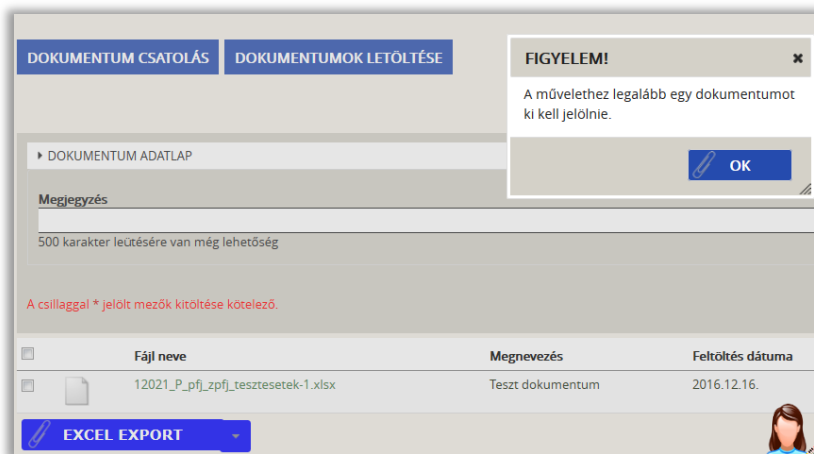 DOKUMENTUM CSATOLÁS
DOKUMENTUMOK LETÖLTÉSE
FIGYELEM!
A művelethez legalább egy dokumentumot
ki kell jelölnie.
OK
DOKUMENTUM ADATLAP
Megjegyzés
500 karakter leütésére van még lehetőség
A csillaggal * jelölt mezők kitöltése kötelező.
Fájl neve Megnevezés Feltöltés dátuma
12021_P_pfj_zpfj_tesztesetek-1.xlsx Teszt dokumentum 2016.12.16.
EXCEL EXPORT